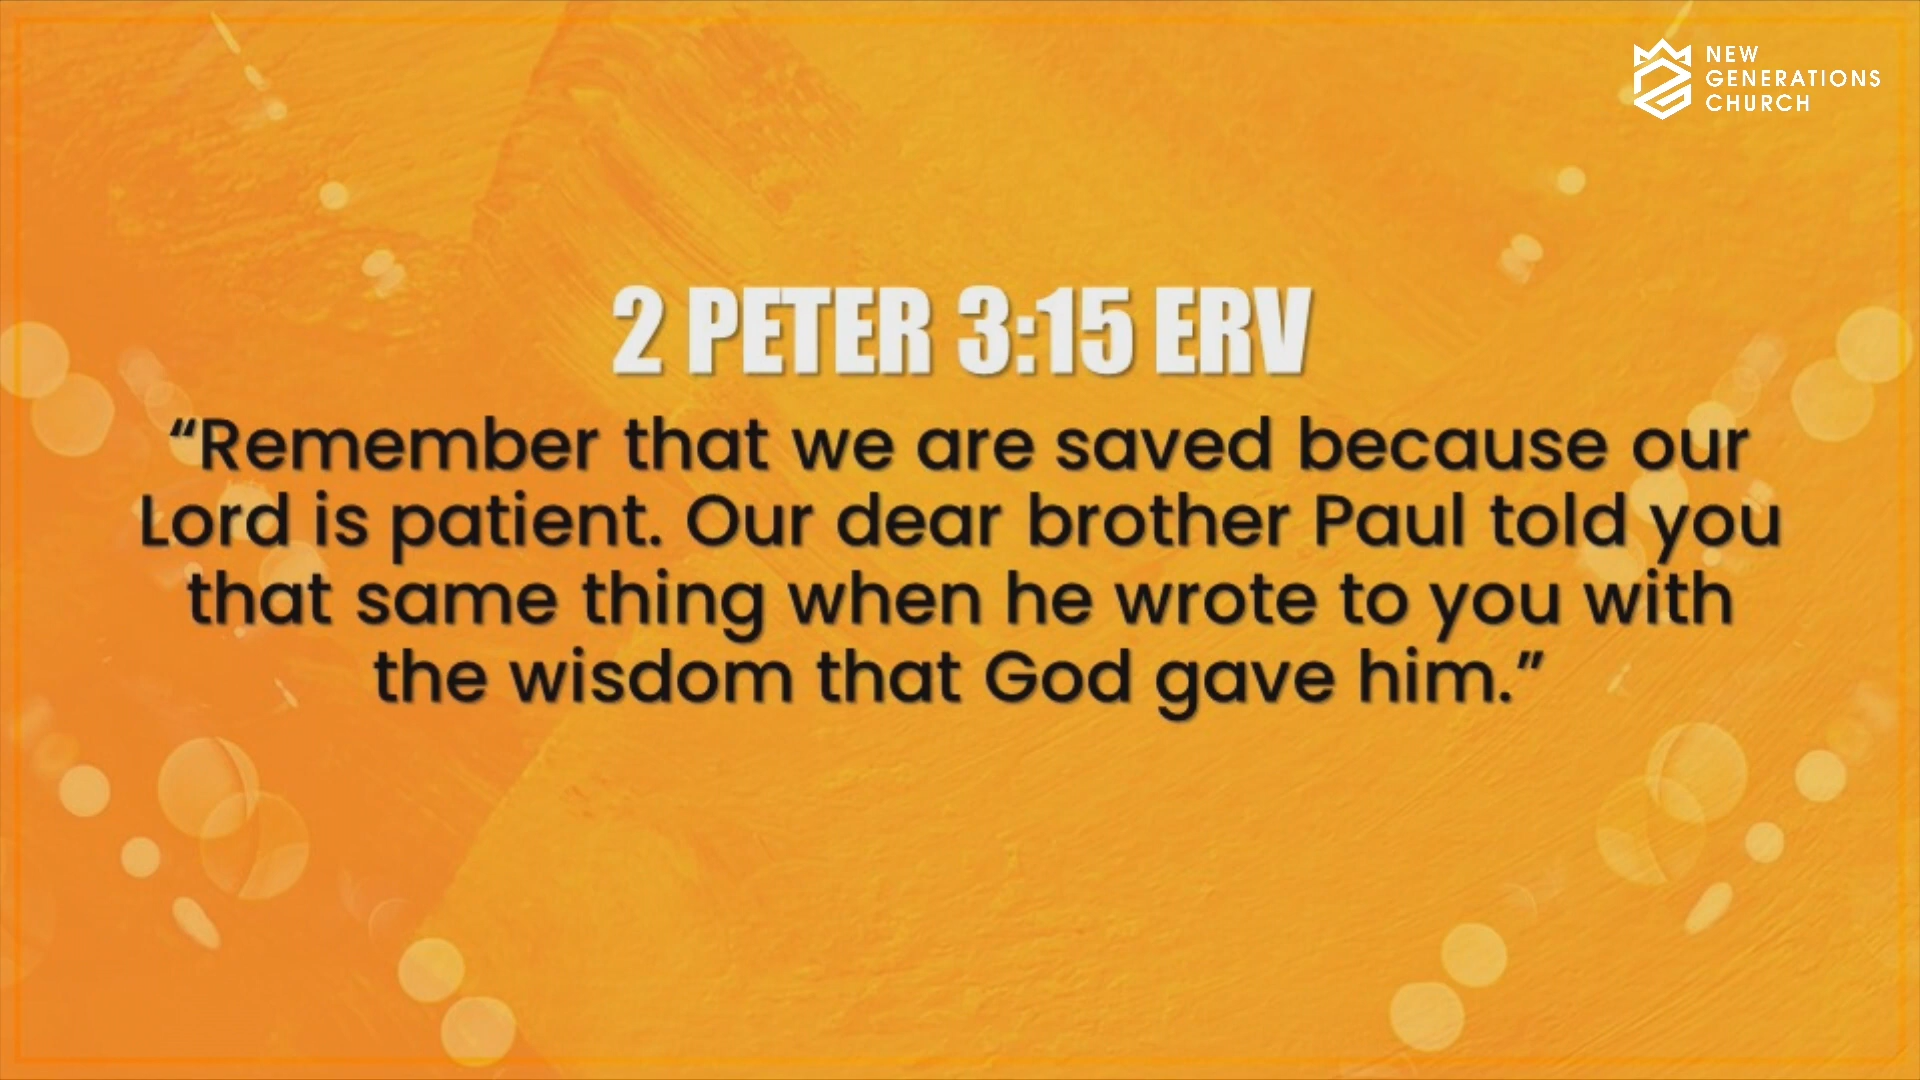 NEW
GENERATIONS
CHURCH
2 PETER 3:15 ERV
“Remember that we are saved because our
Lord is patient. Our dear brother Paul told you
that same thing when he wrote to you with
the wisdom that God gave him.”